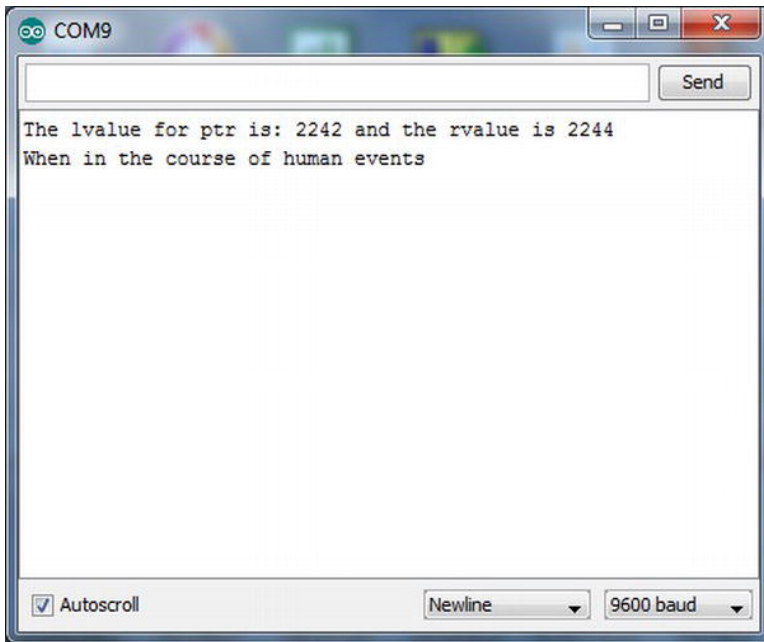 COM9
Send
The lvalue for ptr is: 2242 and the rvalue is 2244
When in the course of human events
Autoscroll
Newline
9600 baud